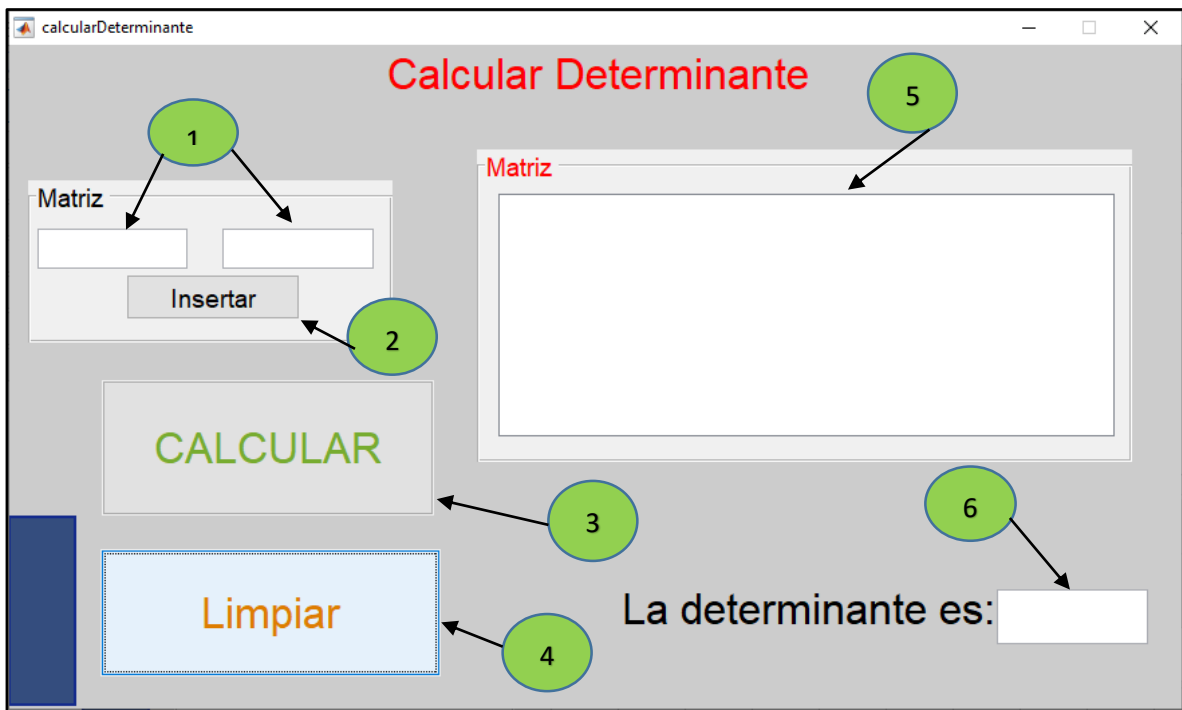 calcularDeterminante
Calcular Determinante
5
1
Matriz
Matriz
Insertar
2
CALCULAR
3
6
Limpiar
La determinante es:
4